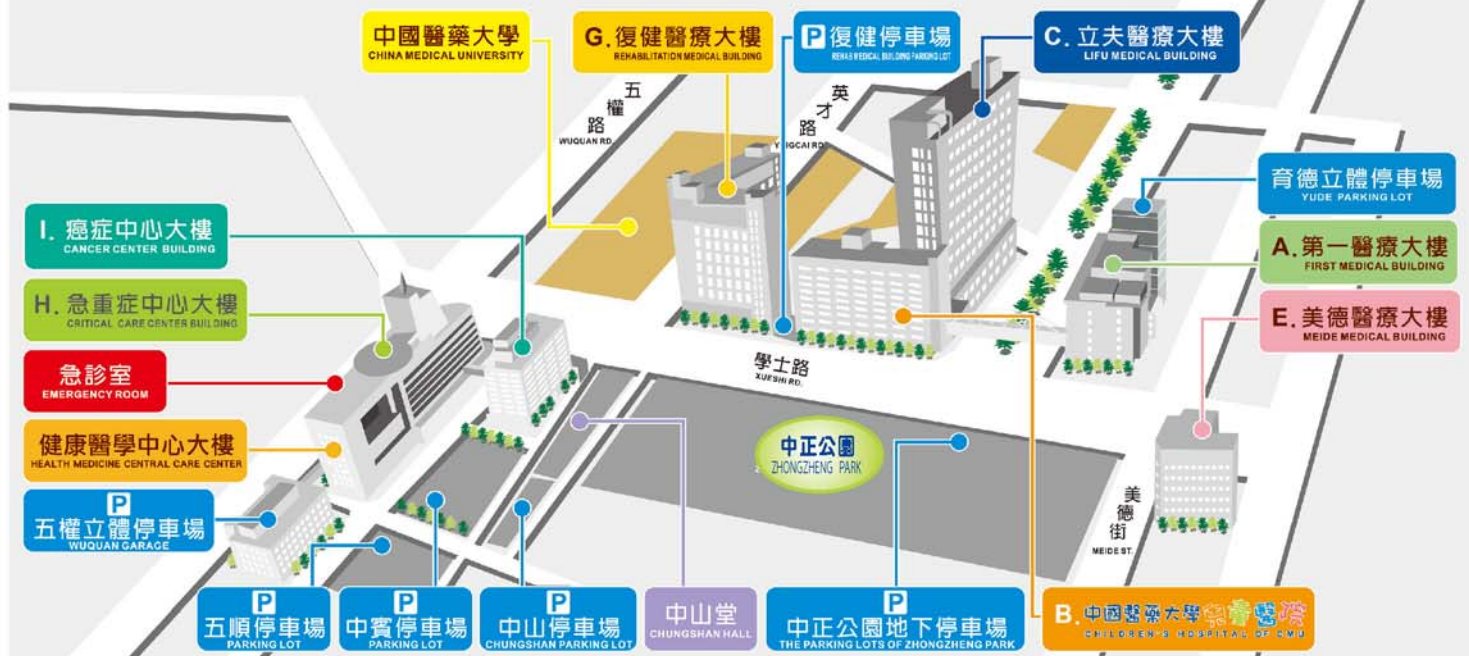 中國醫藥大學
CHINA MEDICAL UNIVERSITY
G.復健醫療大樓
REHABILITATION MEDICAL BUILDING
P 復健停車場
REHAB MEDICAL BUILDING PARKING LOT
C.立夫醫療大樓
LIFU MEDICAL BUILDING
五權路
WUQUAN RD.
英才路
YINGCAI RD.
育德立體停車場
YUDE PARKING LOT
A.第一醫療大樓
FIRST MEDICAL BUILDING
E.美德醫療大樓
MEIDE MEDICAL BUILDING
I.癌症中心大樓
CANCER CENTER BUILDING
H.急重症中心大樓
CRITICAL CARE CENTER BUILDING
急診室
EMERGENCY ROOM
健康醫學中心大樓
HEALTH MEDICINE CENTRAL CARE CENTER
P
五權立體停車場
WUQUAN GARAGE
學士路
XUESHI RD.
中正公園
ZHONGZHENG PARK
美德街
MEIDE ST.
P
五順停車場
PARKING LOT
P
中賓停車場
PARKING LOT
P
中山停車場
CHUNGSHAN PARKING LOT
中山堂
CHUNGSHAN HALL
P
中正公園地下停車場
THE PARKING LOTS OF ZHONGZHENG PARK
B.中國醫藥大學兒童醫院
CHILDREN'S HOSPITAL OF CMU